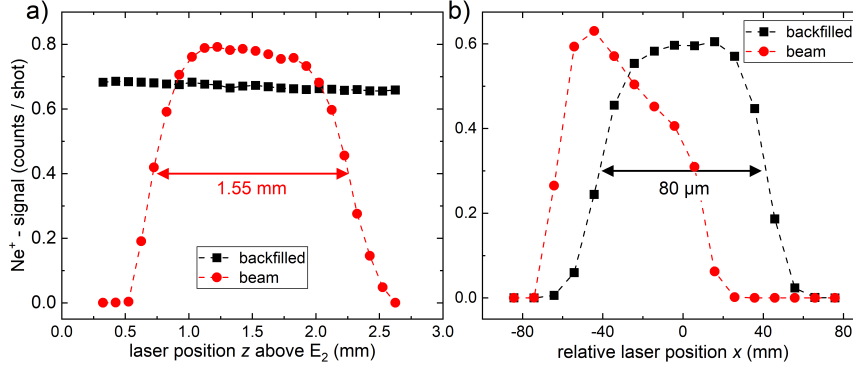 a)
Ne⁺ - signal (counts / shot)
0.8
0.6
0.4
0.2
0.0
1.55 mm
backfilled
beam
0.0 0.5 1.0 1.5 2.0 2.5 3.0
laser position z above E₂ (mm)
b)
backfilled
beam
0.6
0.4
0.2
0.0
80 µm
-80 -40 0 40 80
relative laser position x (mm)